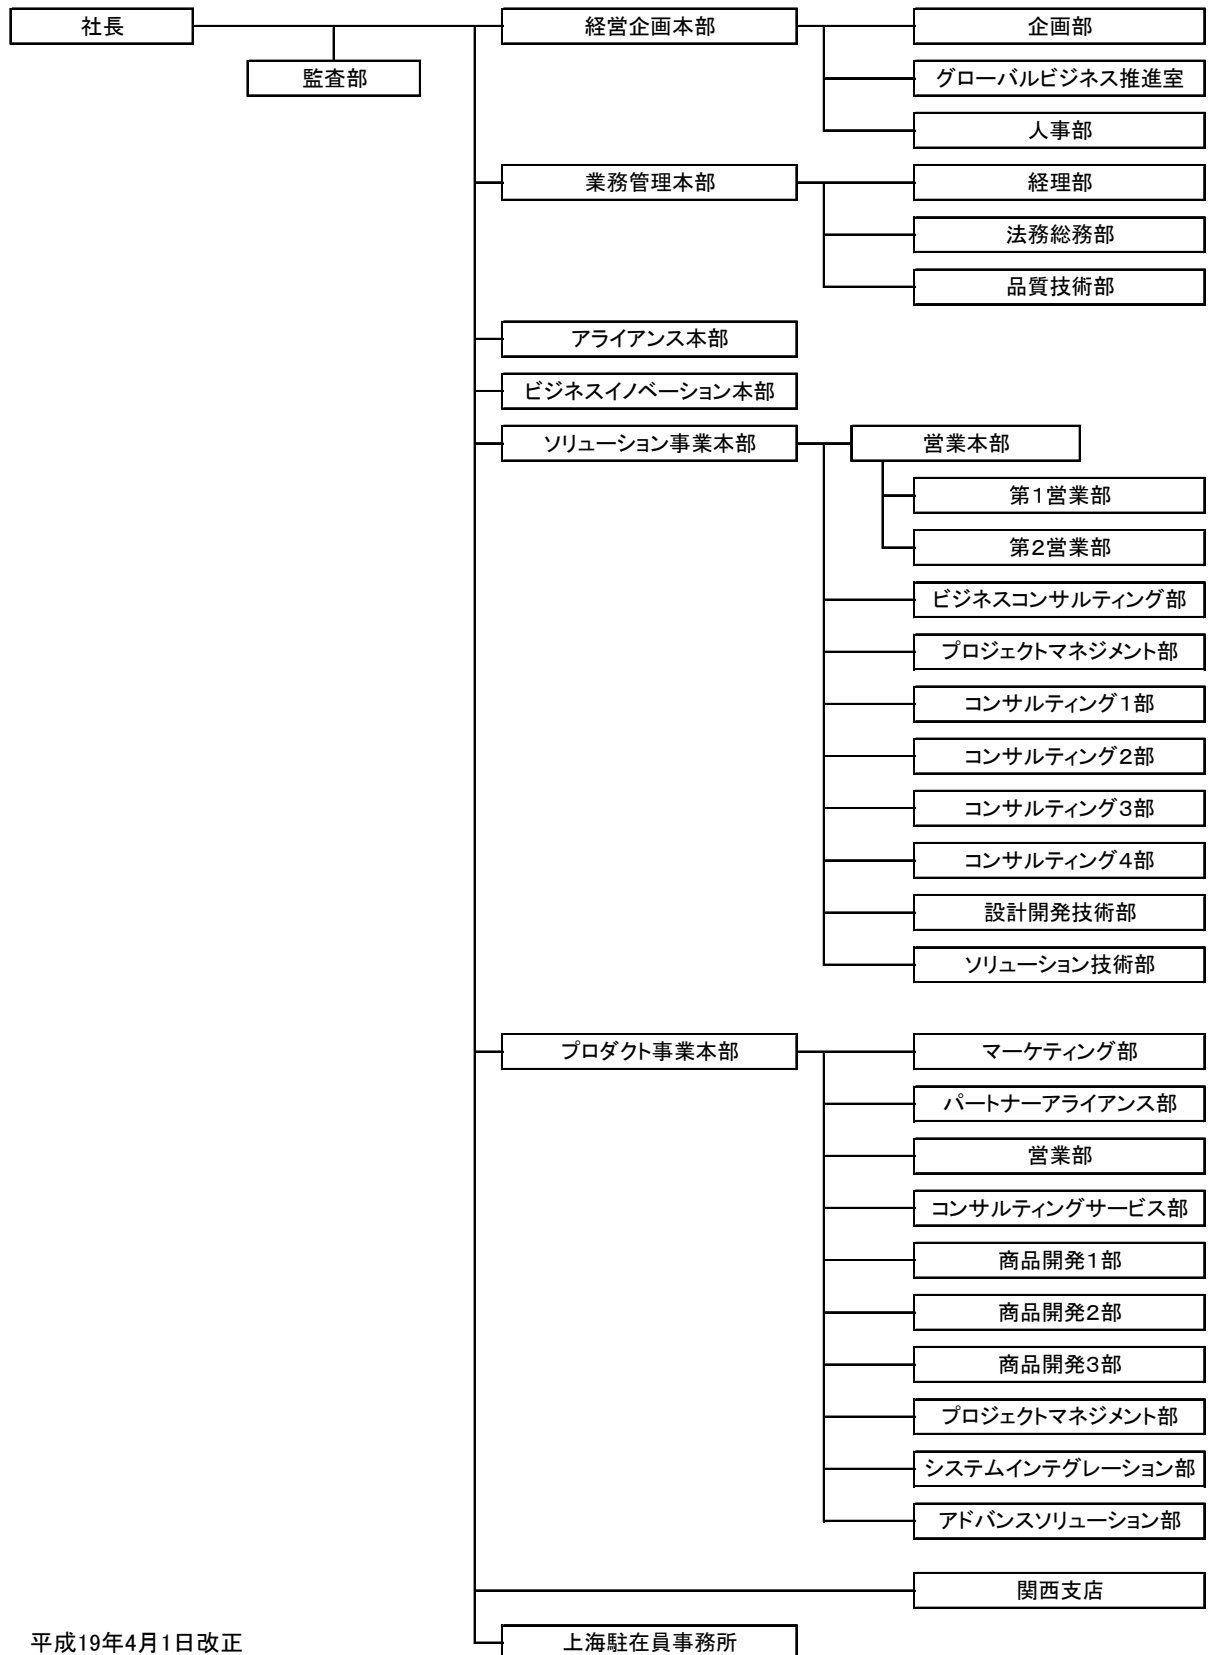 社長
経営企画本部
企画部
監査部
グローバルビジネス推進室
人事部
業務管理本部
経理部
法務総務部
品質技術部
アライアンス本部
ビジネスイノベーション本部
ソリューション事業本部
営業本部
第1営業部
第2営業部
ビジネスコンサルティング部
プロジェクトマネジメント部
コンサルティング1部
コンサルティング2部
コンサルティング3部
コンサルティング4部
設計開発技術部
ソリューション技術部
プロダクト事業本部
マーケティング部
パートナーアライアンス部
営業部
コンサルティングサービス部
商品開発1部
商品開発2部
商品開発3部
プロジェクトマネジメント部
システムインテグレーション部
アドバンスソリューション部
関西支店
平成19年4月1日改正
上海駐在員事務所